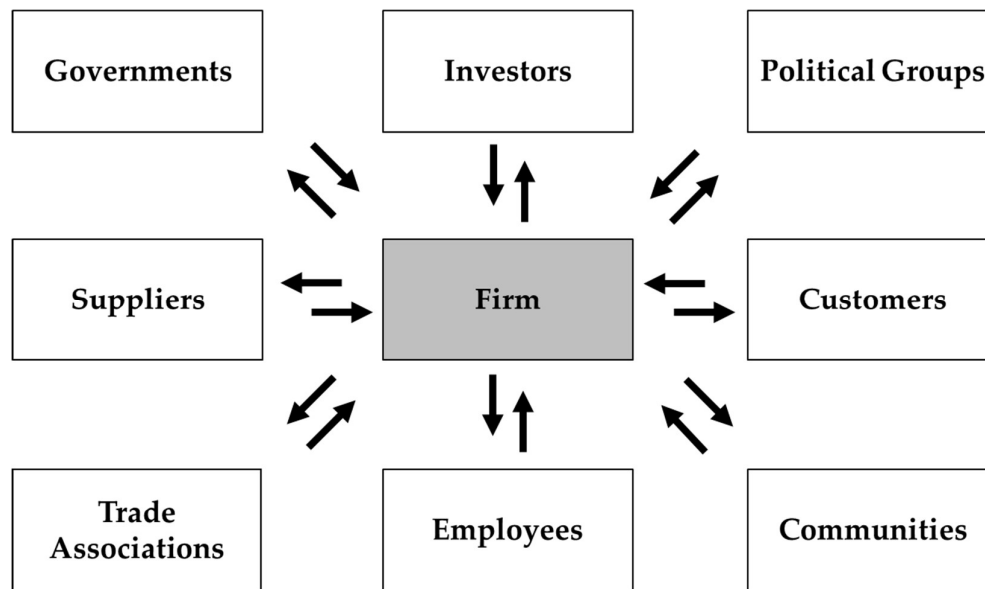 Governments
Investors
Political Groups
Suppliers
Firm
Customers
Trade
Associations
Employees
Communities